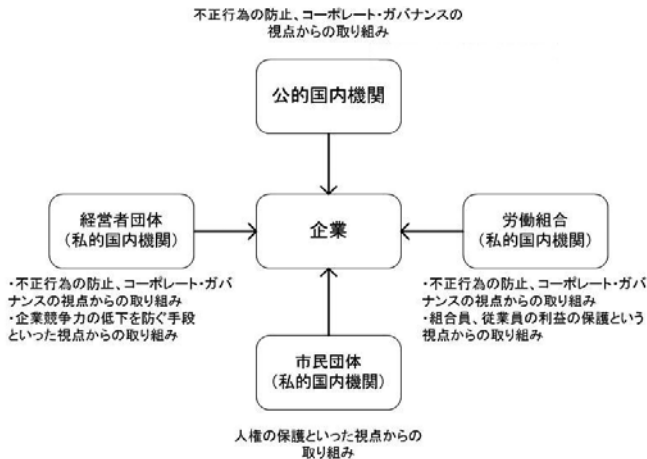 不正行為の防止、コーポレート・ガバナンスの
視点からの取り組み
公的国内機関
経営者団体
(私的国内機関)
企業
労働組合
(私的国内機関)
・不正行為の防止、コーポレート・ガバ
ナンスの視点からの取り組み
・企業競争力の低下を防ぐ手段
といった視点からの取り組み
・不正行為の防止、コーポレート・ガバ
ナンスの視点からの取り組み
・組合員、従業員の利益の保護という
視点からの取り組み
市民団体
(私的国内機関)
人権の保護といった視点からの
取り組み